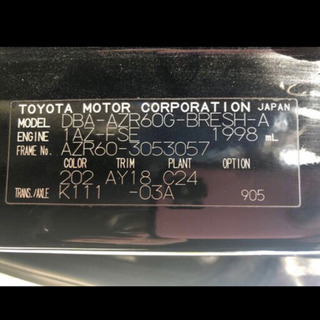 TOYOTA MOTOR CORPORATION JAPAN
MODEL DBA-AZR60G-BRESH-A
ENGINE 1AZ-FSE 1998 mL
FRAME AZR60-3053057
COLOR TRIM PLANT OPTION
202 AY18 C24
TRANS./AXLE K111 -03A 905